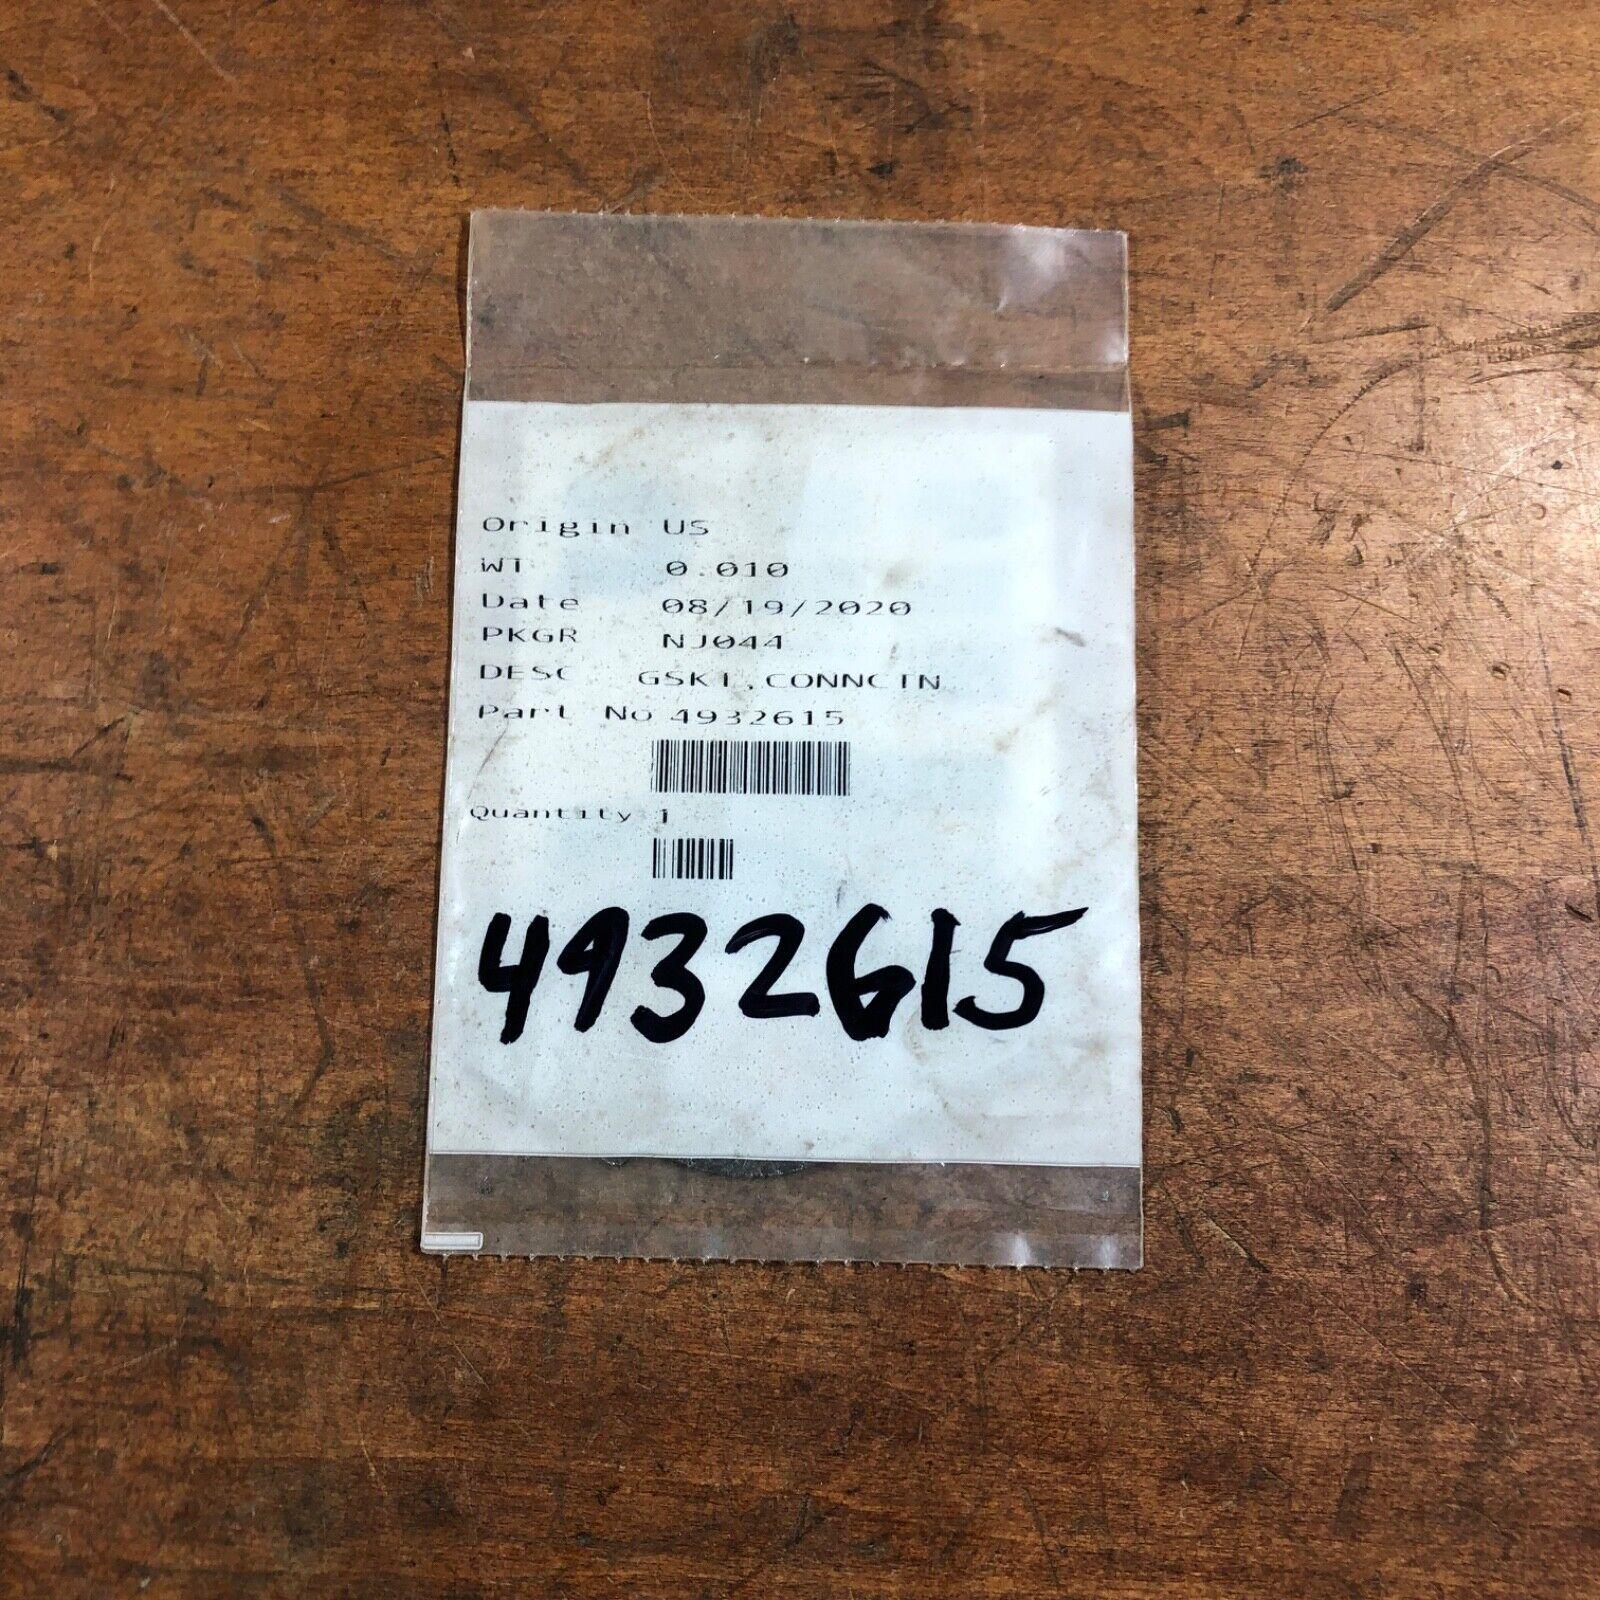 Origin US
WT 0.010
Date 08/19/2020
PKGR NJ044
DESC GSKT,CONNCTN
Part No 4932615
Quantity 1
4932615